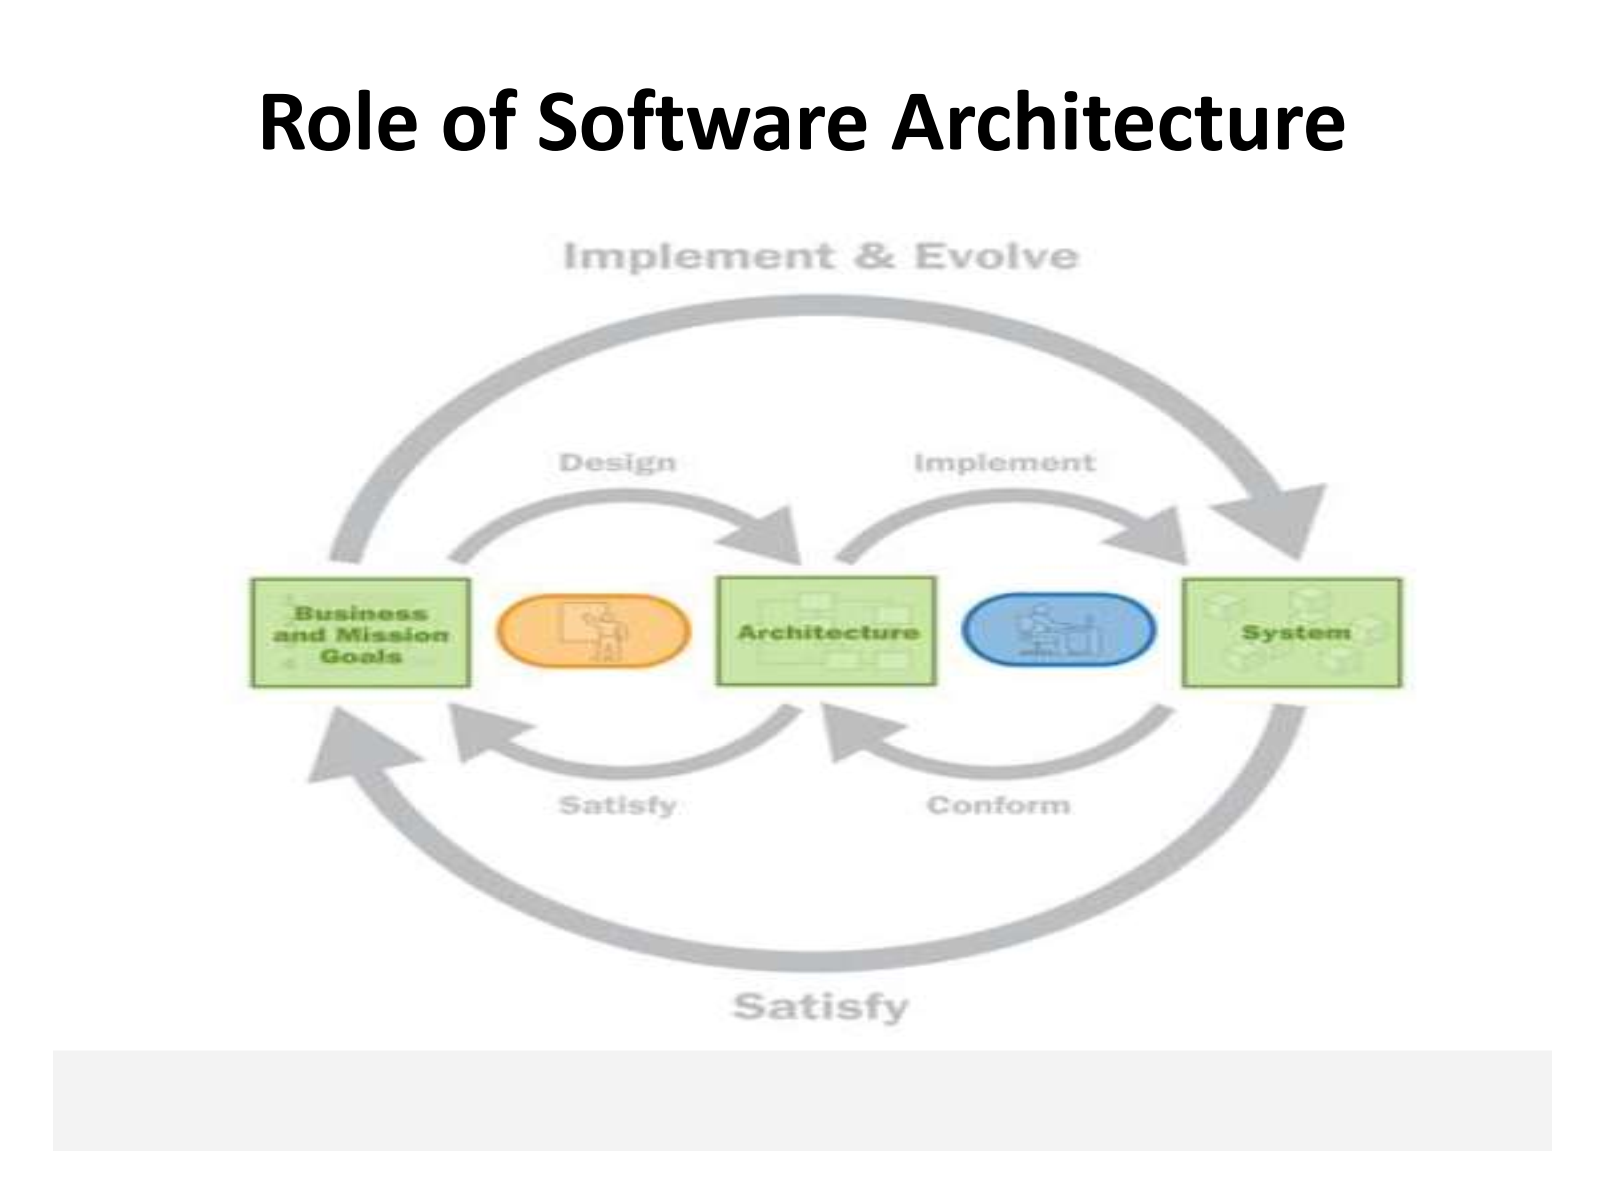 Role of Software Architecture
Implement & Evolve
Design
Implement
Business
and Mission
Goals
Architecture
System
Satisfy
Conform
Satisfy